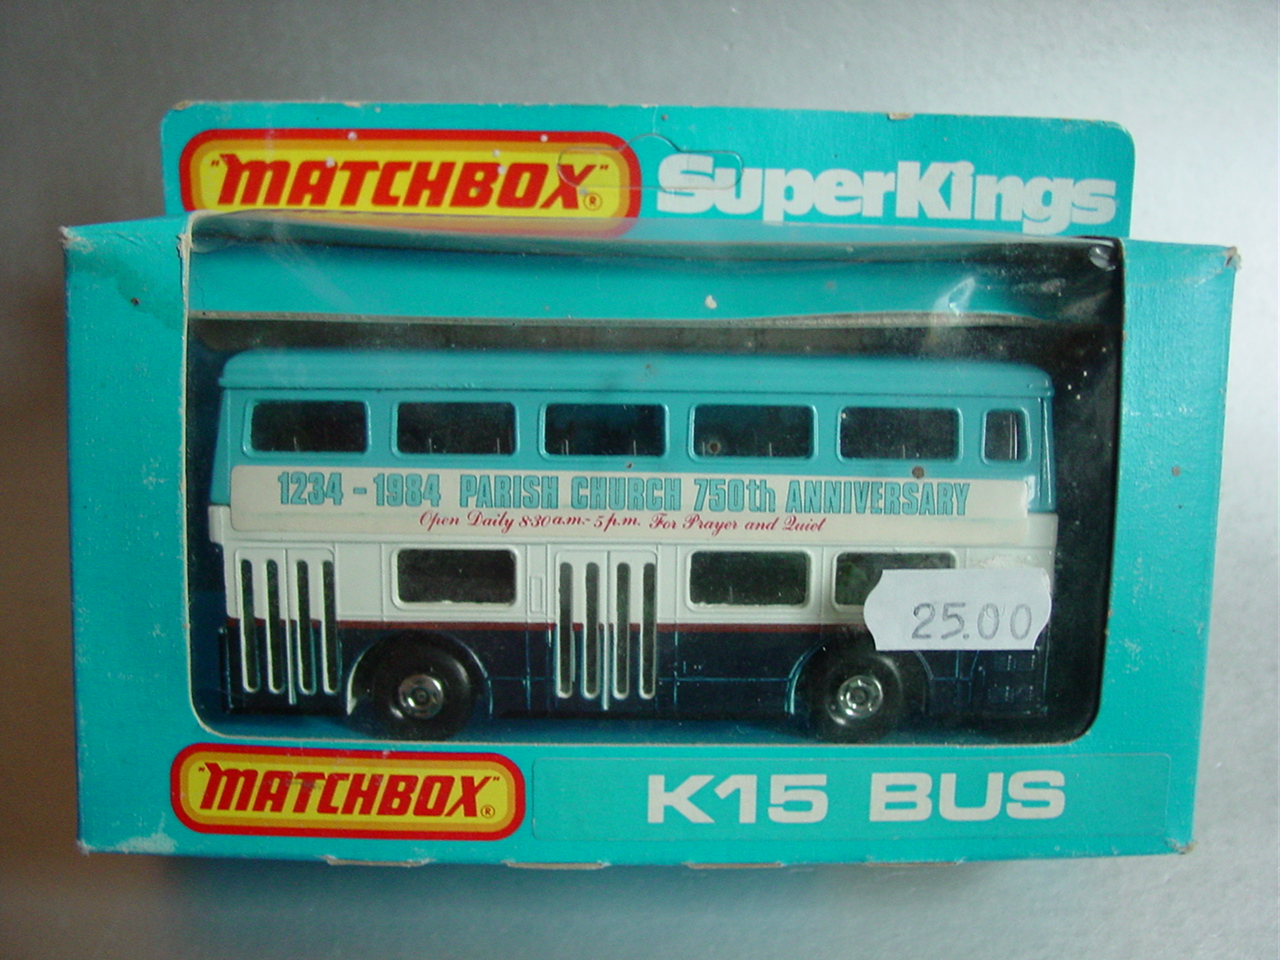 "MATCHBOX"®
SuperKings
1234 - 1984 PARISH CHURCH 750th ANNIVERSARY
Open Daily 8·30 a.m.- 5 p.m. For Prayer and Quiet
25.00
"MATCHBOX"®
K15 BUS